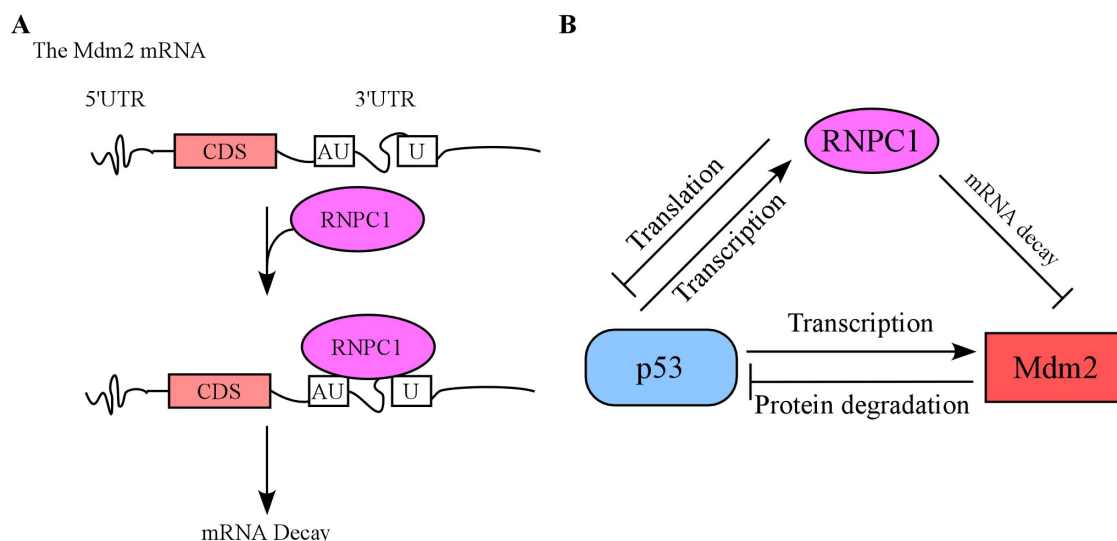 A
The Mdm2 mRNA
5'UTR
3'UTR
CDS
AU
U
RNPC1
RNPC1
CDS
AU
U
mRNA Decay
B
RNPC1
Translation
Transcription
mRNA decay
Transcription
p53
Mdm2
Protein degradation